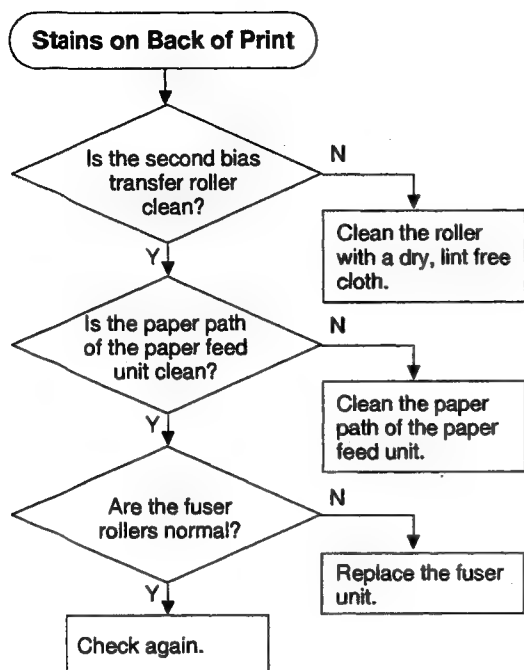 Stains on Back of Print
Is the second bias
transfer roller
clean?
N
Clean the roller
with a dry, lint free
cloth.
Y
Is the paper path
of the paper feed
unit clean?
N
Clean the paper
path of the paper
feed unit.
Y
Are the fuser
rollers normal?
N
Replace the fuser
unit.
Y
Check again.